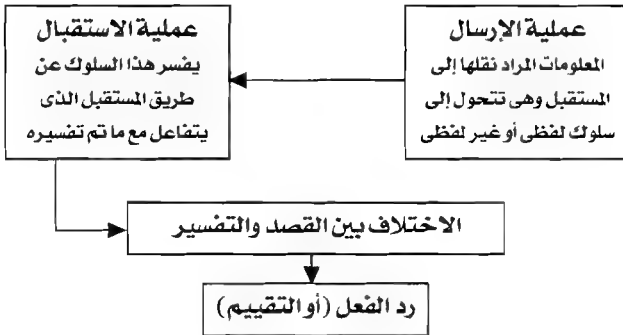 عملية الإرسال
المعلومات المراد نقلها إلى
المستقبل وهى تتحول إلى
سلوك لفظى أو غير لفظى
عملية الاستقبال
يفسر هذا السلوك عن
طريق المستقبل الذى
يتفاعل مع ما تم تفسيره
الاختلاف بين القصد والتفسير
رد الفعل (أو التقييم)